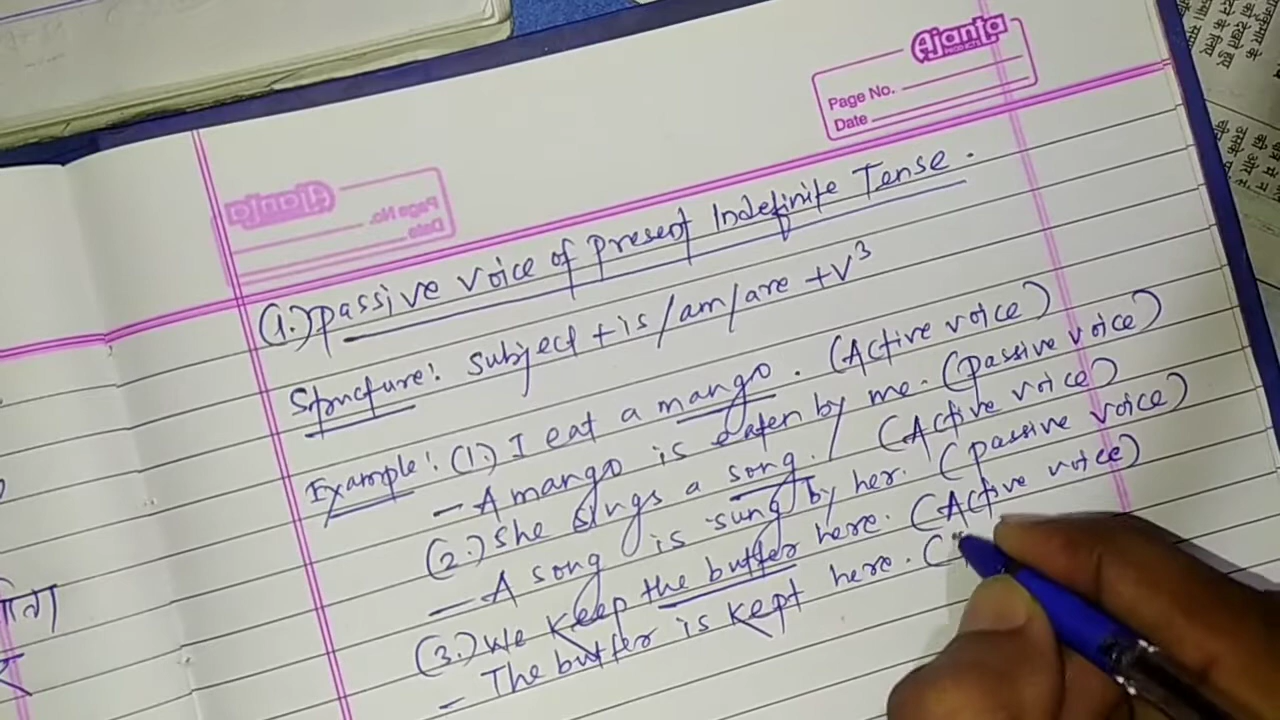 Ajanta
PRODUCTS
Page No.
Date
(1.) Passive voice of present Indefinite Tense.
Structure: subject + is/am/are + V3
Example: (1.) I eat a mango. (Active voice)
- A mango is eaten by me. (passive voice)
(2.) She sings a song. (Active voice)
- A song is sung by her. (passive voice)
(3.) We keep the butter here. (Active voice)
- The butter is kept here. (